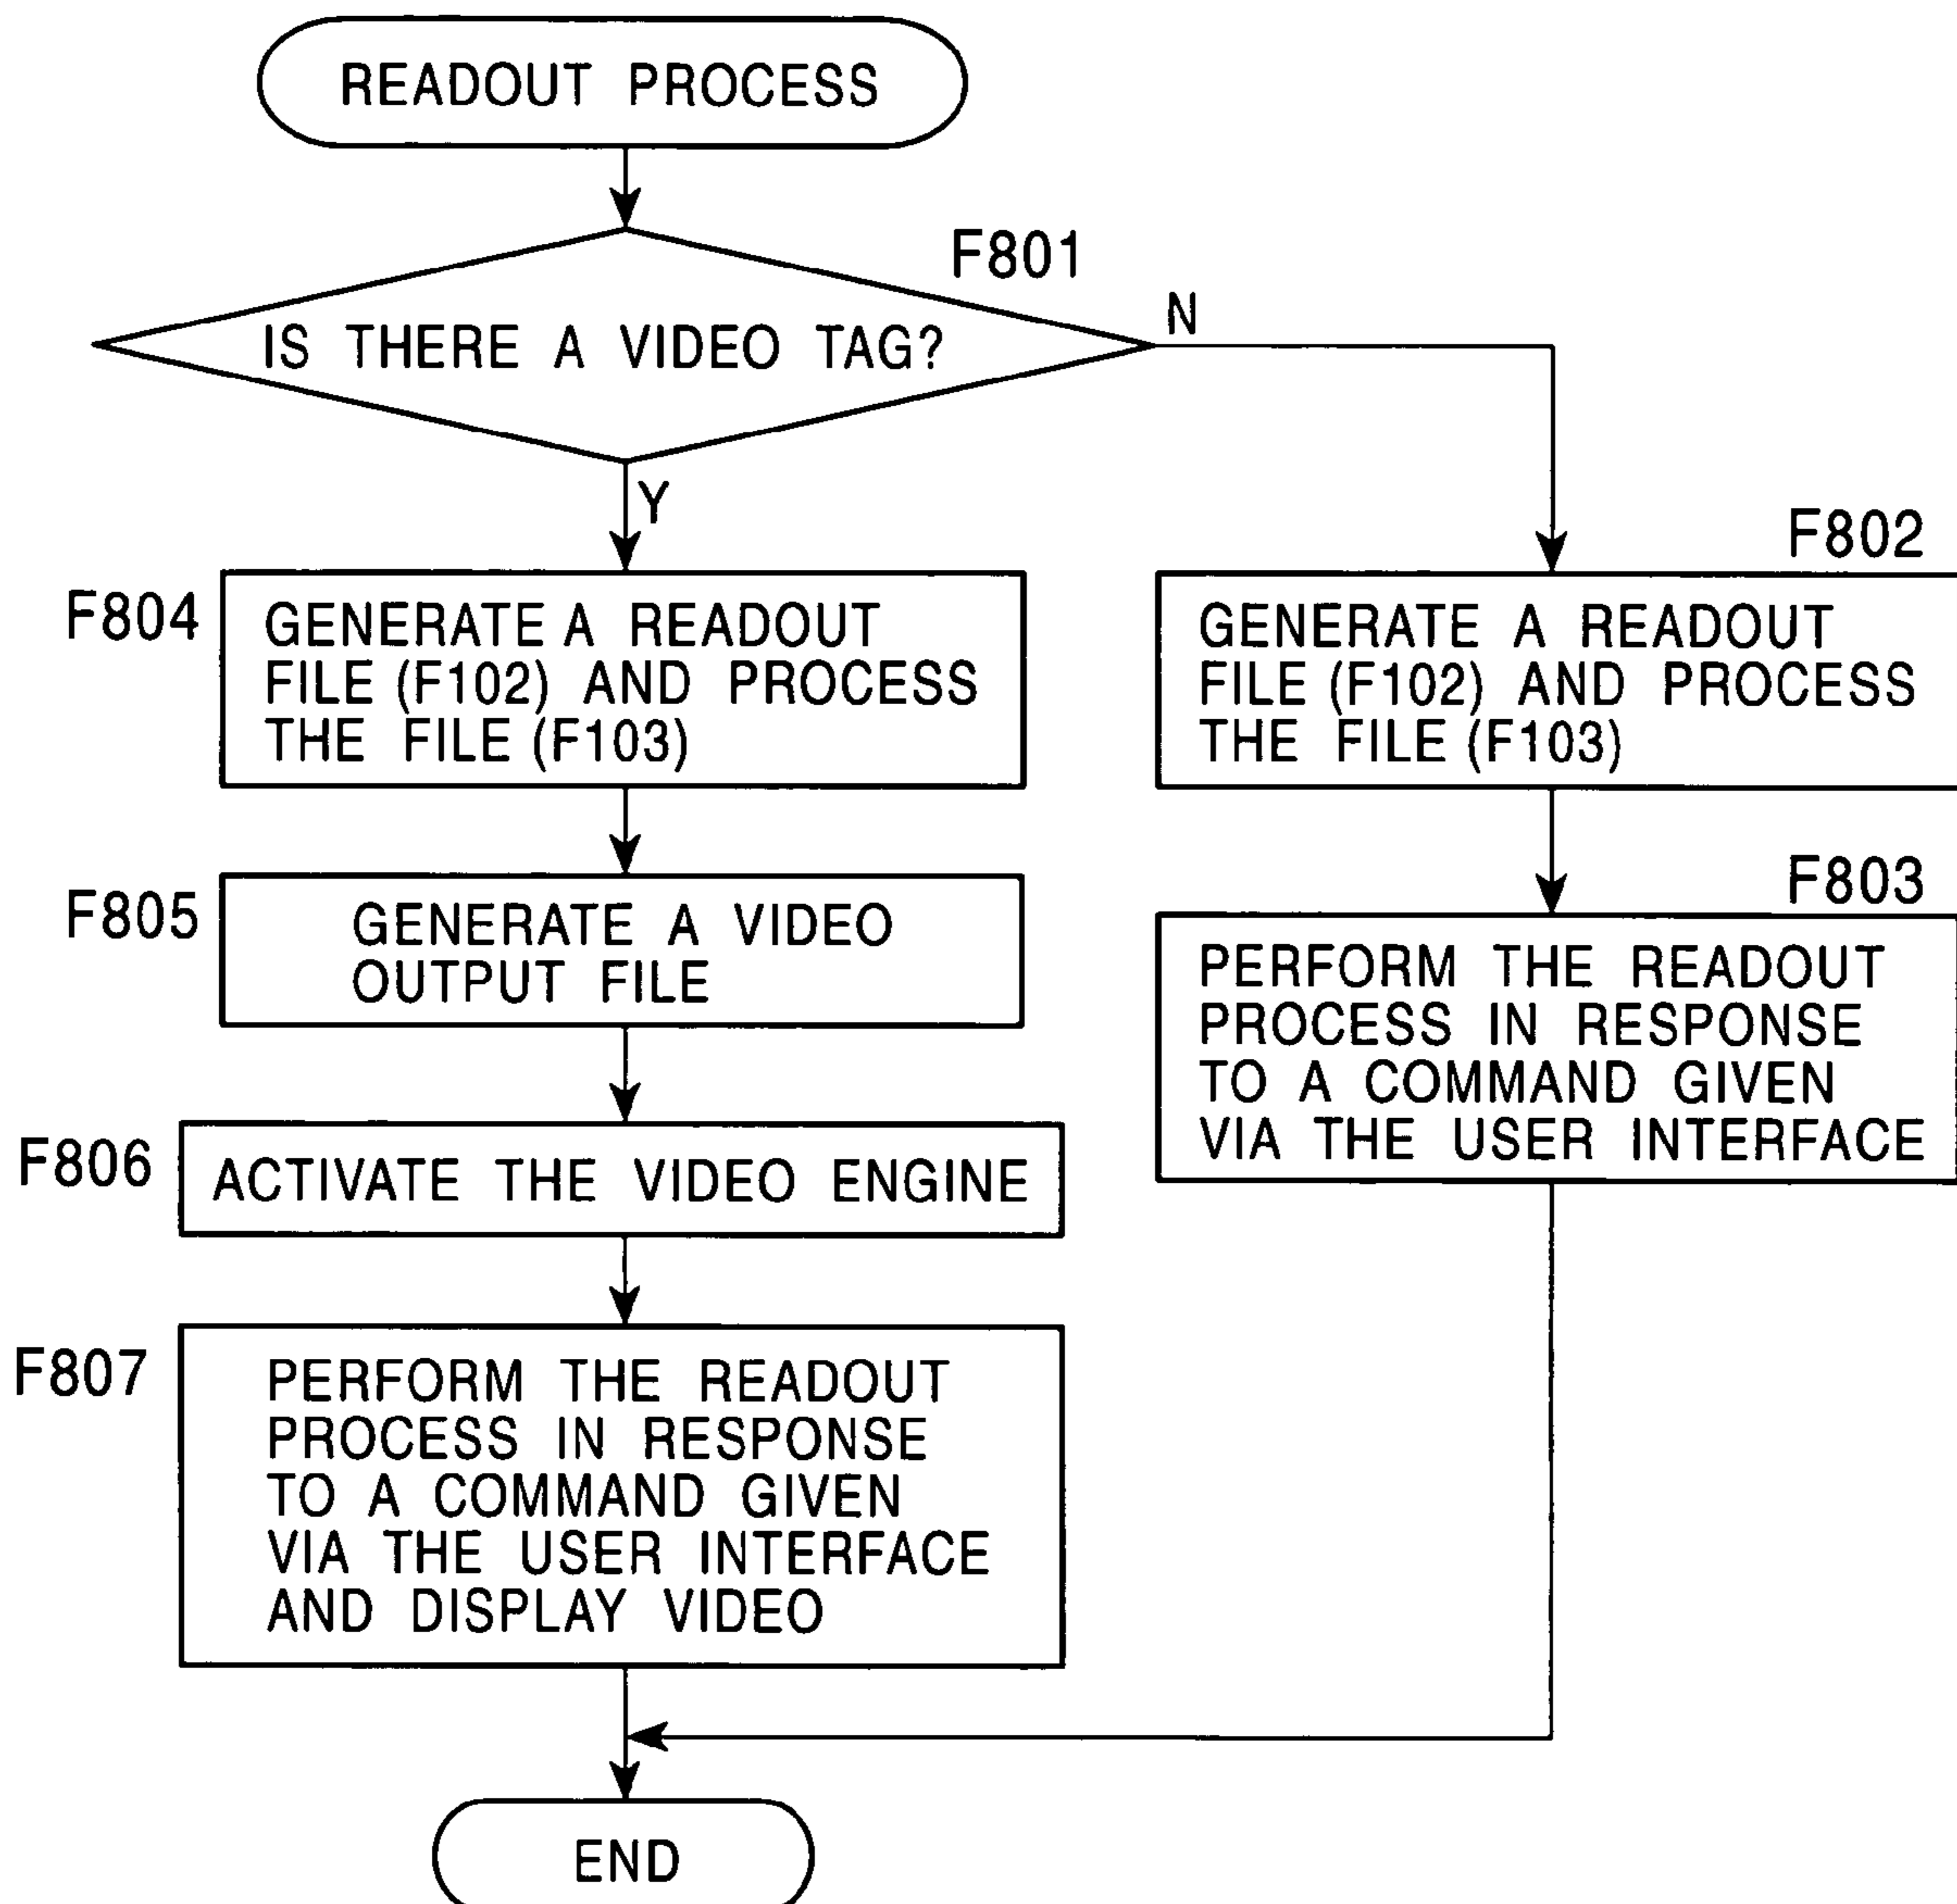 READOUT PROCESS
F801
IS THERE A VIDEO TAG?
N
Y
F804
GENERATE A READOUT
FILE (F102) AND PROCESS
THE FILE (F103)
F805
GENERATE A VIDEO
OUTPUT FILE
F806
ACTIVATE THE VIDEO ENGINE
F807
PERFORM THE READOUT
PROCESS IN RESPONSE
TO A COMMAND GIVEN
VIA THE USER INTERFACE
AND DISPLAY VIDEO
F802
GENERATE A READOUT
FILE (F102) AND PROCESS
THE FILE (F103)
F803
PERFORM THE READOUT
PROCESS IN RESPONSE
TO A COMMAND GIVEN
VIA THE USER INTERFACE
END